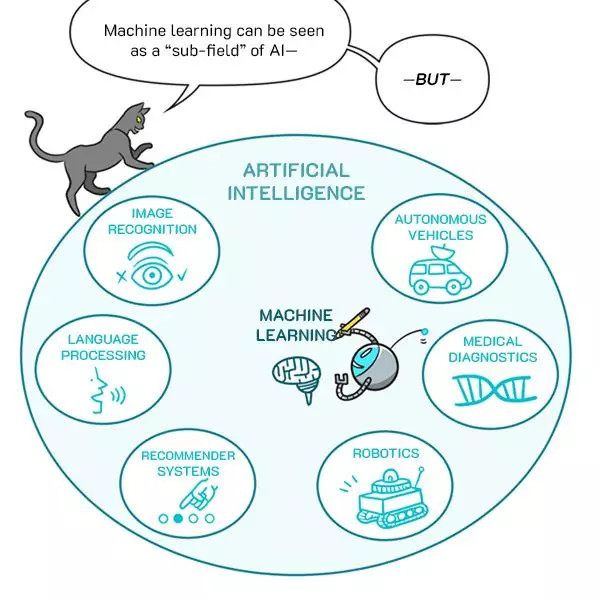 Machine learning can be seen
as a “sub-field” of AI—
—BUT—
ARTIFICIAL
INTELLIGENCE
IMAGE
RECOGNITION
AUTONOMOUS
VEHICLES
MACHINE
LEARNING
LANGUAGE
PROCESSING
MEDICAL
DIAGNOSTICS
RECOMMENDER
SYSTEMS
ROBOTICS